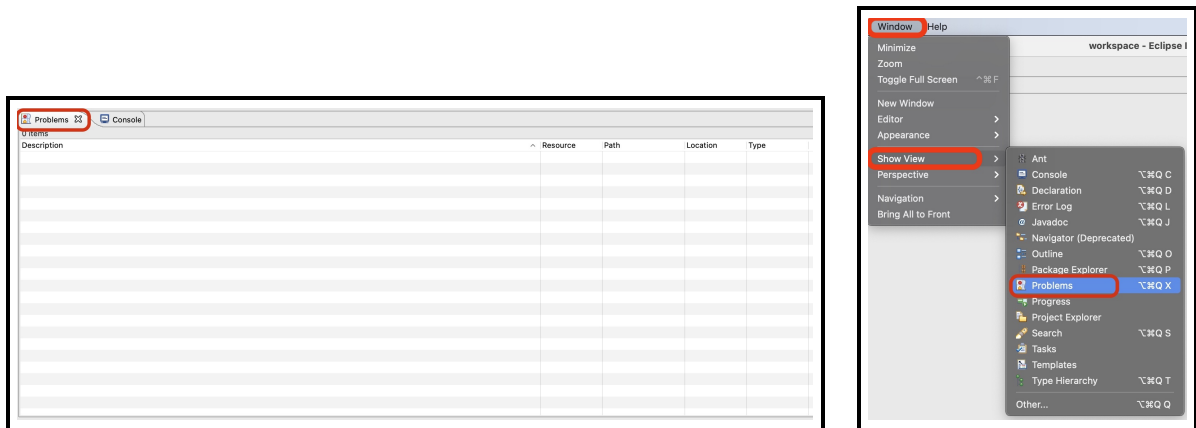 Problems Console
0 items
Description Resource Path Location Type
Window Help
workspace - Eclipse I
Minimize
Zoom
Toggle Full Screen ^⌘F
New Window
Editor
Appearance
Show View
Perspective
Navigation
Bring All to Front
Ant
Console ⌥⌘Q C
Declaration ⌥⌘Q D
Error Log ⌥⌘Q L
Javadoc ⌥⌘Q J
Navigator (Deprecated)
Outline ⌥⌘Q O
Package Explorer ⌥⌘Q P
Problems ⌥⌘Q X
Progress
Project Explorer
Search ⌥⌘Q S
Tasks
Templates
Type Hierarchy ⌥⌘Q T
Other... ⌥⌘Q Q